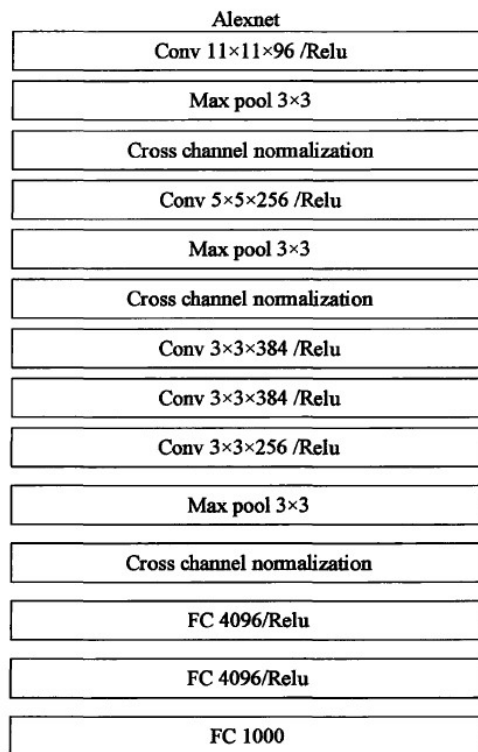 Alexnet
Conv 11×11×96 /Relu
Max pool 3×3
Cross channel normalization
Conv 5×5×256 /Relu
Max pool 3×3
Cross channel normalization
Conv 3×3×384 /Relu
Conv 3×3×384 /Relu
Conv 3×3×256 /Relu
Max pool 3×3
Cross channel normalization
FC 4096/Relu
FC 4096/Relu
FC 1000